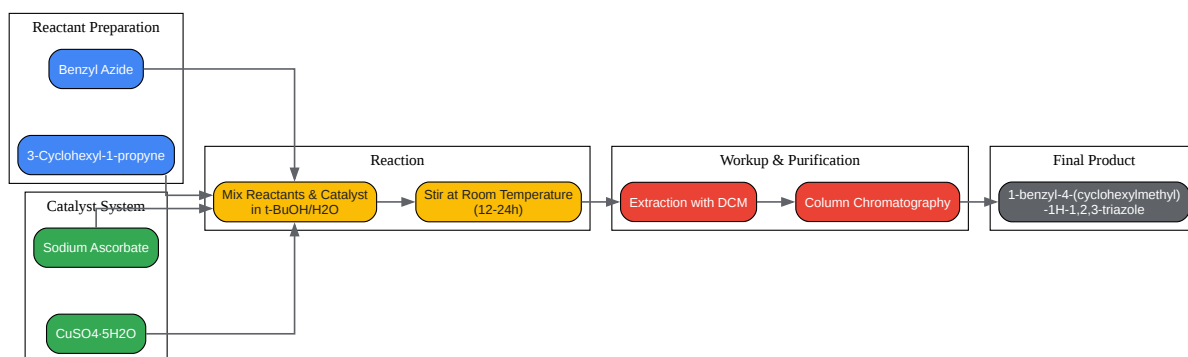 Reactant Preparation
Benzyl Azide
3-Cyclohexyl-1-propyne
Catalyst System
Sodium Ascorbate
CuSO4·5H2O
Reaction
Mix Reactants & Catalyst
in t-BuOH/H2O
Stir at Room Temperature
(12-24h)
Workup & Purification
Extraction with DCM
Column Chromatography
Final Product
1-benzyl-4-(cyclohexylmethyl)
-1H-1,2,3-triazole